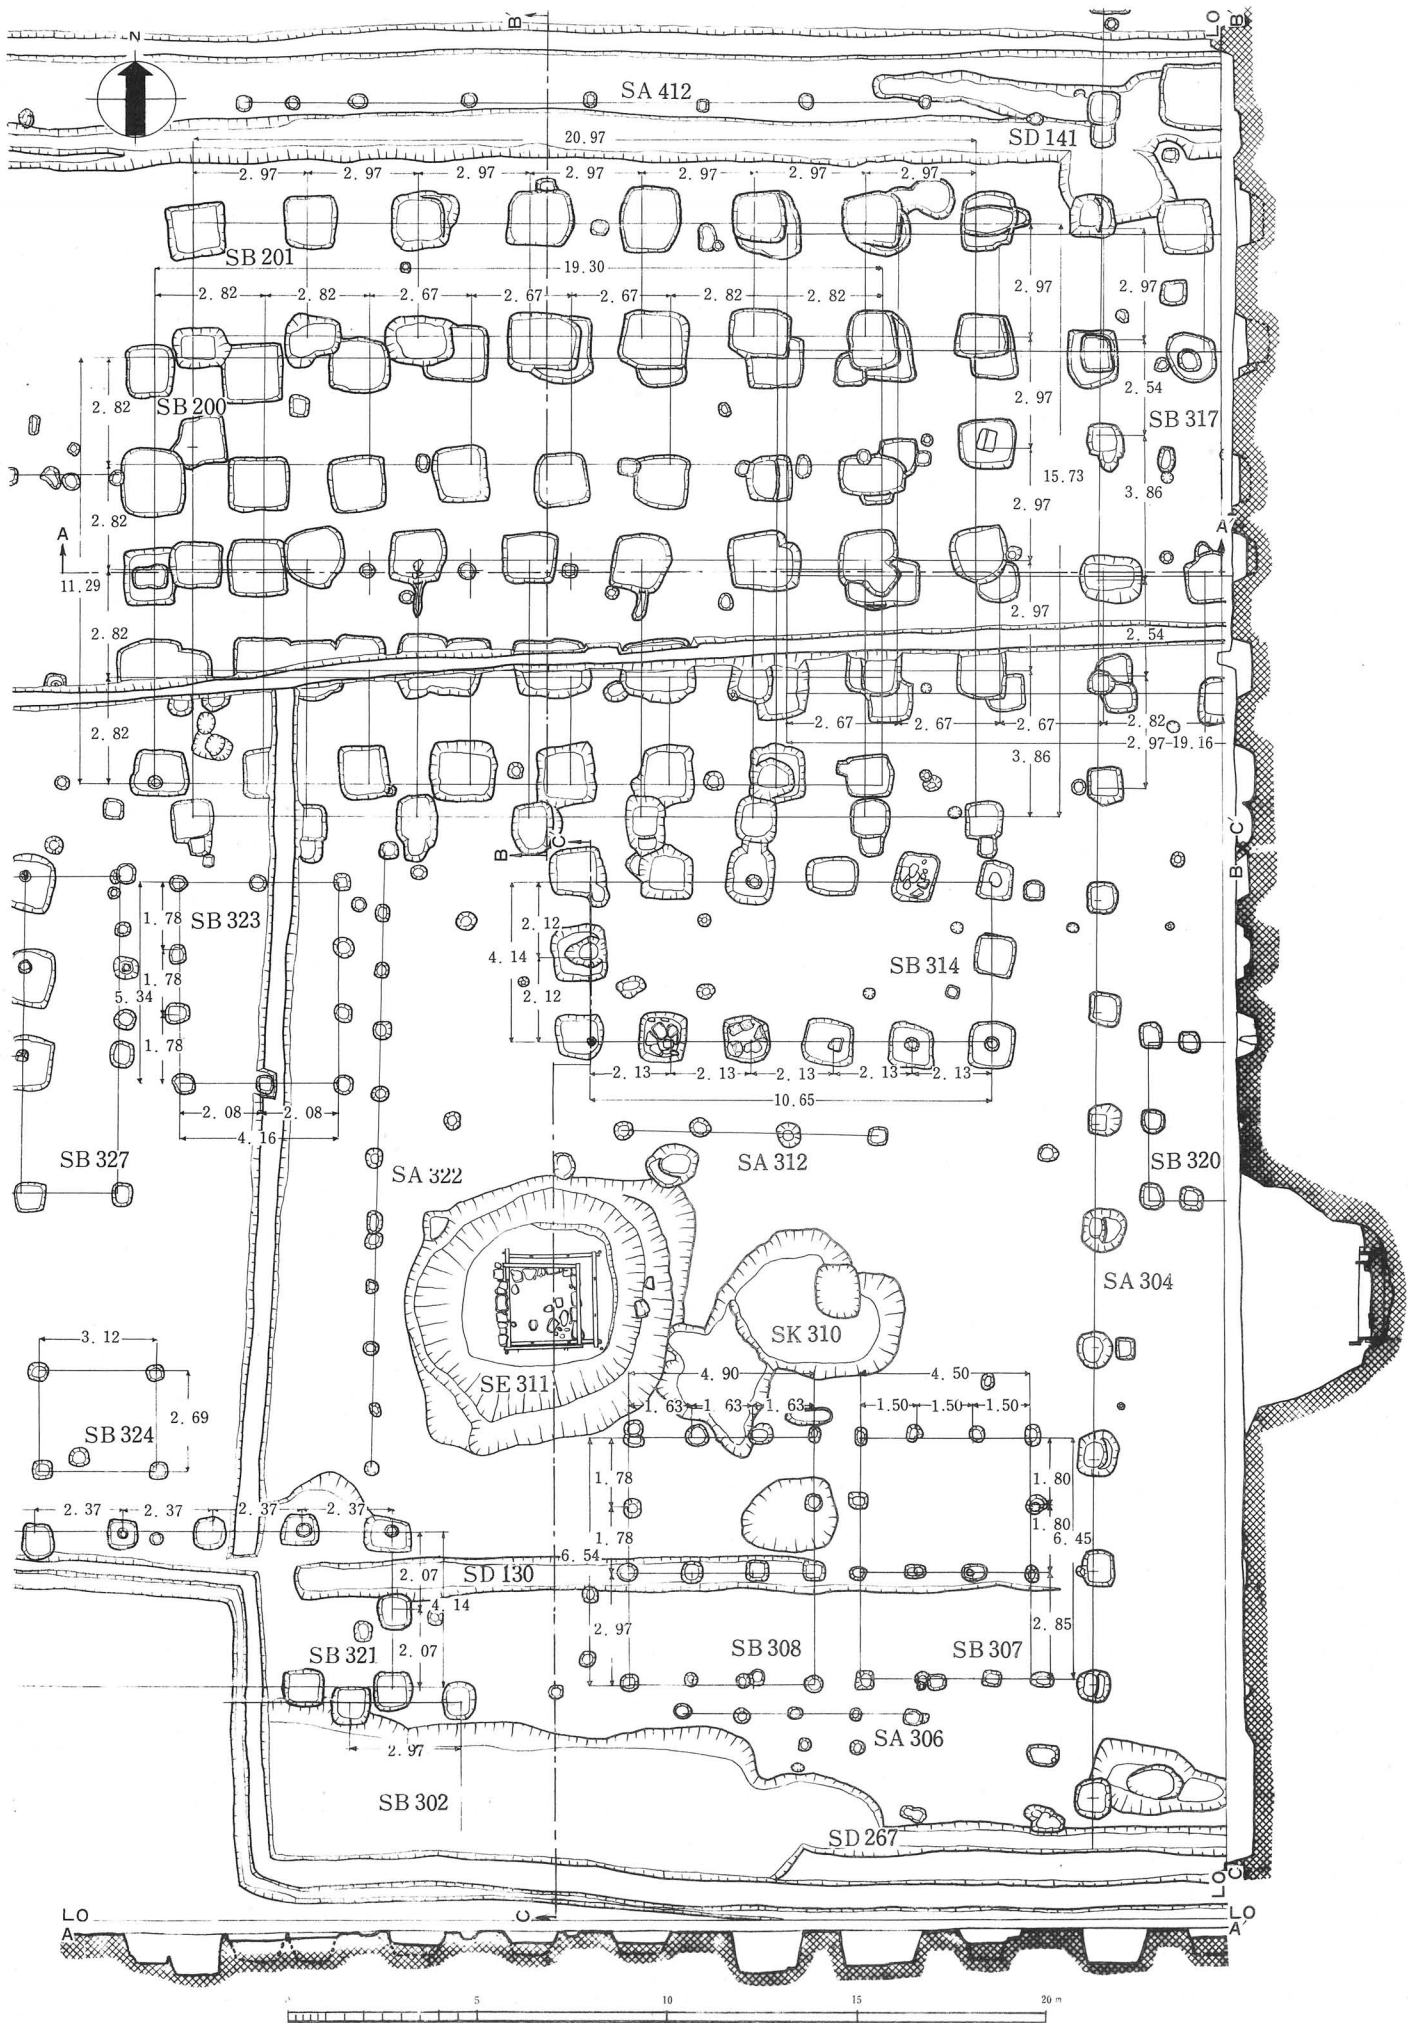 B'
LO
B'
N
SA 412
SD 141
20.97
2.97 2.97 2.97 2.97 2.97 2.97 2.97
SB 201
19.30
2.82 2.82 2.67 2.67 2.67 2.82 2.82
2.97
2.97
2.82
SB 200
2.97
2.54
SB 317
15.73
3.86
2.82
2.97
A
A'
11.29
2.97
2.82
2.54
2.82
2.67 2.67 2.67 2.82
2.97
19.16
3.86
B
C'
C'
B
1.78
SB 323
2.12
4.14
SB 314
1.78
5.34
2.12
1.78
2.13 2.13 2.13 2.13 2.13
10.65
2.08 2.08
4.16
SB 327
SA 322
SA 312
SB 320
SA 304
SK 310
3.12
SE 311
4.90
4.50
2.69
1.63 1.63 1.63
1.50 1.50 1.50
SB 324
1.78
1.80
2.37 2.37 2.37 2.37
1.78
1.80
6.45
6.54
SD 130
2.07
4.14
2.97
2.85
SB 321
2.07
SB 308
SB 307
SA 306
2.97
SB 302
SD 267
C
LO
LO
A
C
LO
A'
5 10 15 20 m